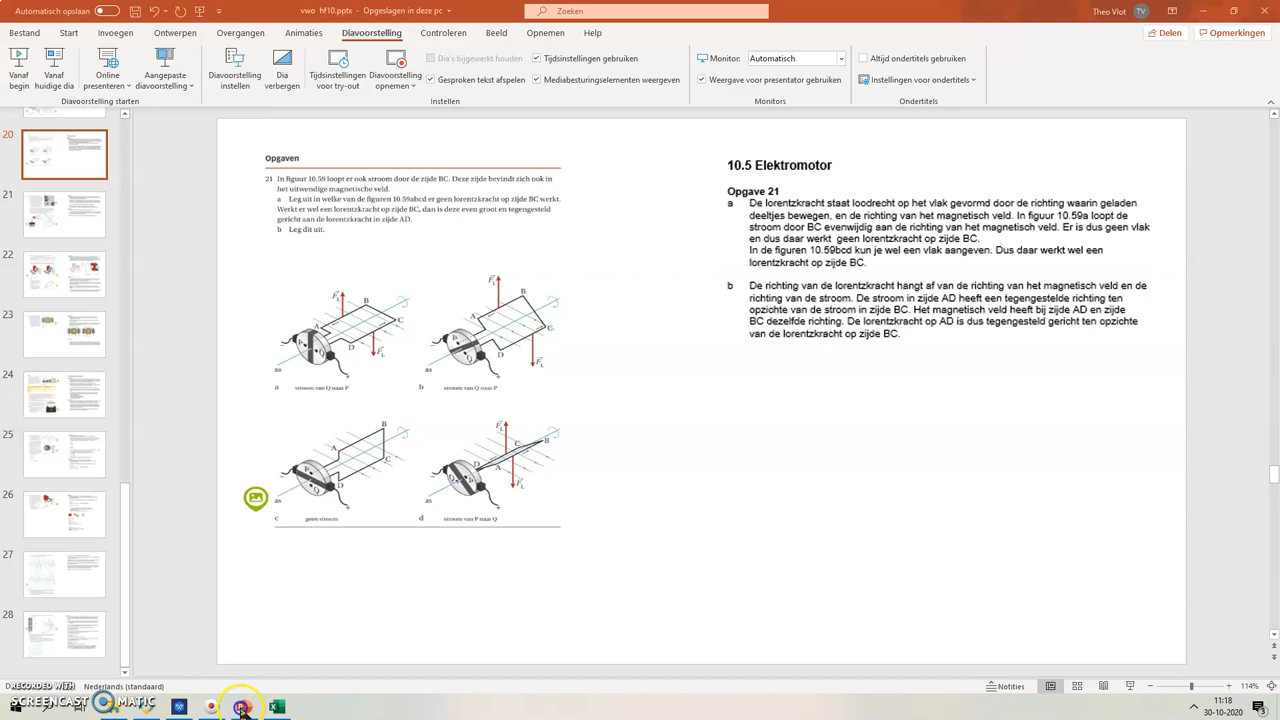 Automatisch opslaan
vwo hf10.pptx - Opgeslagen in deze pc
Zoeken
Theo Vlot
TV
Bestand Start Invoegen Ontwerpen Overgangen Animaties Diavoorstelling Controleren Beeld Opnemen Help
Delen Opmerkingen
Vanaf begin
Vanaf huidige dia
Online presenteren
Aangepaste diavoorstelling
Diavoorstelling instellen
Dia verbergen
Tijdsinstellingen voor try-out
Diavoorstelling opnemen
Dia's bijgewerkt houden
Gesproken tekst afspelen
Tijdsinstellingen gebruiken
Mediabesturingselementen weergeven
Monitor: Automatisch
Weergave voor presentator gebruiken
Altijd ondertitels gebruiken
Instellingen voor ondertitels
Diavoorstelling starten
Instellen
Monitors
Ondertitels
20
21
22
23
24
25
26
27
28
Opgaven
21 In figuur 10.59 loopt er ook stroom door de zijde BC. Deze zijde bevindt zich ook in
het uitwendige magnetische veld.
a Leg uit in welke van de figuren 10.59abcd er geen lorentzkracht op zijde BC werkt.
Werkt er wel een lorentzkracht op zijde BC, dan is deze even groot en tegengesteld
gericht aan de lorentzkracht in zijde AD.
b Leg dit uit.
a stroom van Q naar P
b stroom van Q naar P
c geen stroom
d stroom van P naar Q
10.5 Elektromotor
Opgave 21
a De lorentzkracht staat loodrecht op het vlak gevormd door de richting waarin geladen
deeltjes bewegen, en de richting van het magnetisch veld. In figuur 10.59a loopt de
stroom door BC evenwijdig aan de richting van het magnetisch veld. Er is dus geen vlak
en dus daar werkt geen lorentzkracht op zijde BC.
In de figuren 10.59bcd kun je wel een vlak aangeven. Dus daar werkt wel een
lorentzkracht op zijde BC.
b De richting van de lorentzkracht hangt af van de richting van het magnetisch veld en de
richting van de stroom. De stroom in zijde AD heeft een tegengestelde richting ten
opzichte van de stroom in zijde BC. Het magnetisch veld heeft bij zijde AD en zijde
BC dezelfde richting. De lorentzkracht op AD is dus tegengesteld gericht ten opzichte
van de lorentzkracht op zijde BC.
RECORDED WITH
SCREENCAST MATIC
Nederlands (standaard)
Notities
114%
11:18
30-10-2020